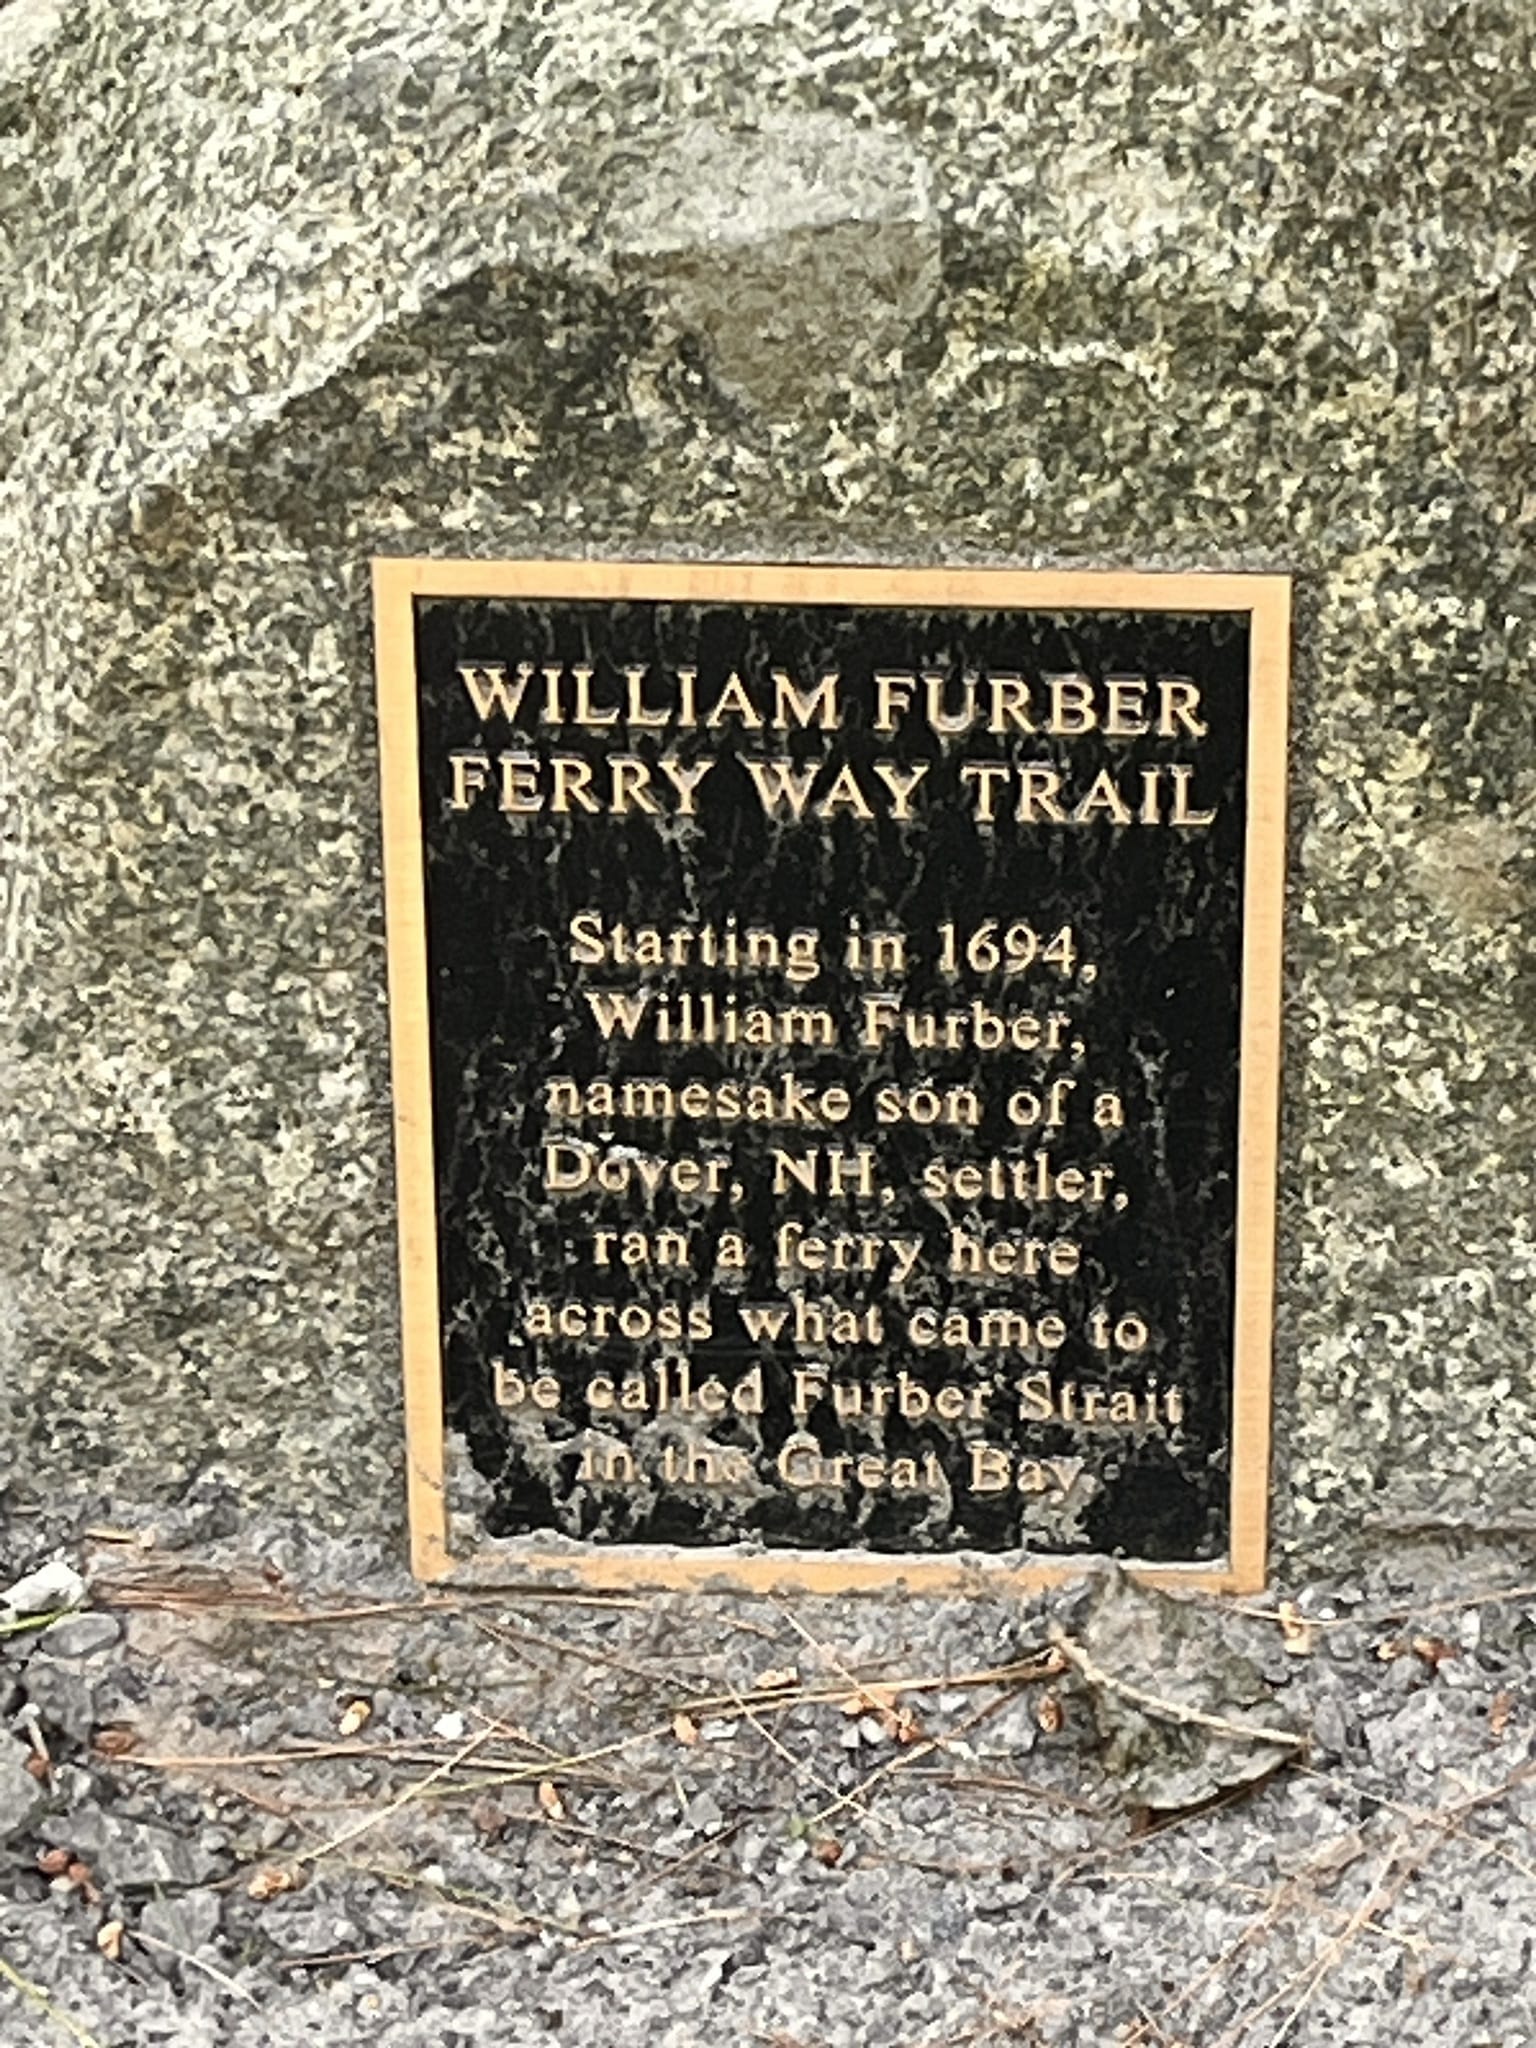 WILLIAM FURBER
FERRY WAY TRAIL
Starting in 1694,
William Furber,
namesake son of a
Dover, NH, settler,
ran a ferry here
across what came to
be called Furber Strait
in the Great Bay